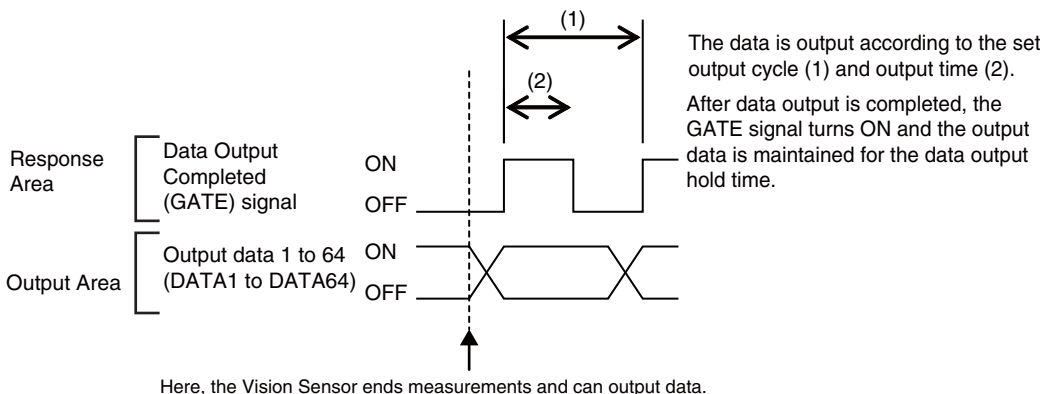 (1)
The data is output according to the set
output cycle (1) and output time (2).
(2)
After data output is completed, the
GATE signal turns ON and the output
data is maintained for the data output
hold time.
Response
Area
Data Output
Completed
(GATE) signal
ON
OFF
Output Area
Output data 1 to 64
(DATA1 to DATA64)
ON
OFF
Here, the Vision Sensor ends measurements and can output data.